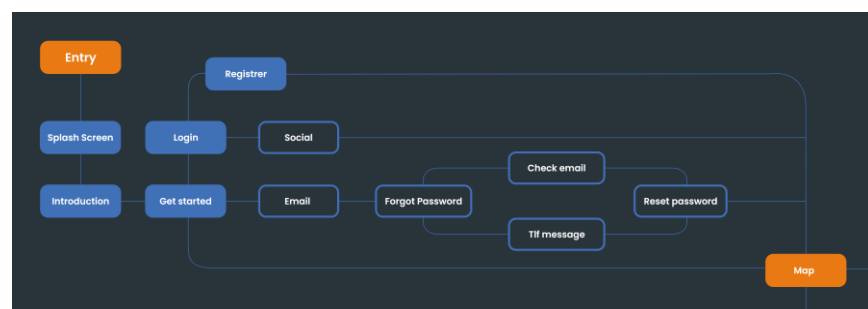 Entry
Registrer
Splash Screen
Login
Social
Check email
Introduction
Get started
Email
Forgot Password
Reset password
Tlf message
Map